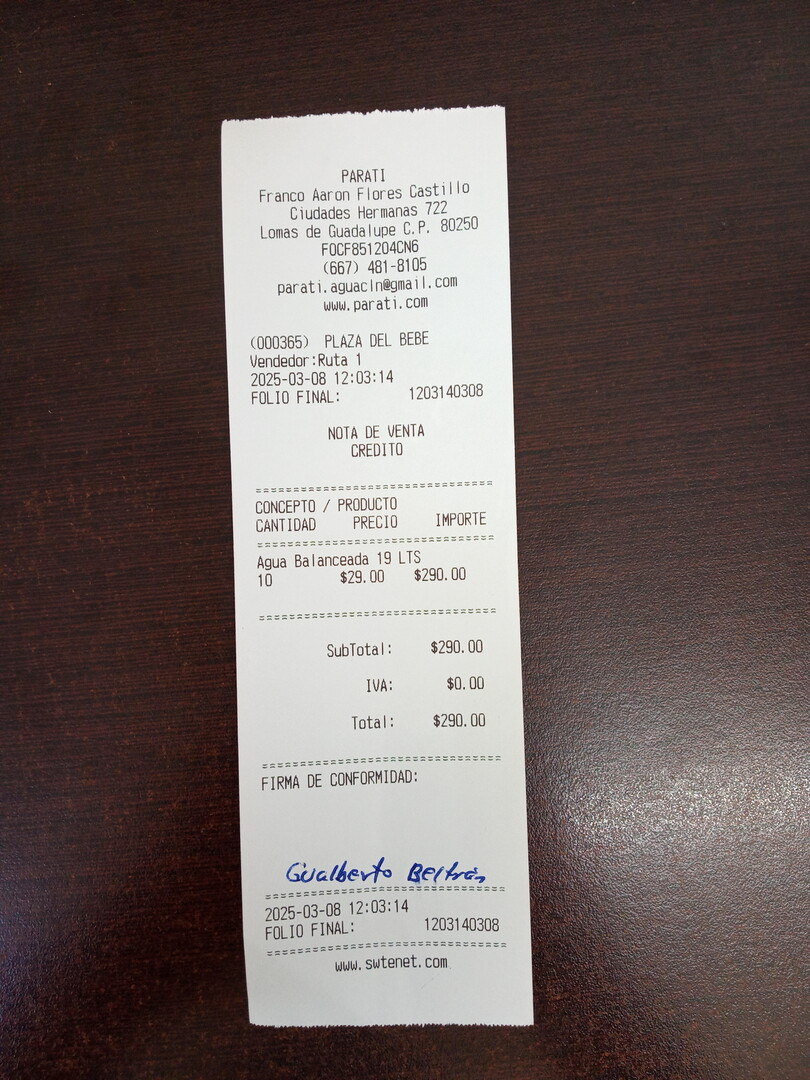 PARATI
Franco Aaron Flores Castillo
Ciudades Hermanas 722
Lomas de Guadalupe C.P. 80250
FOCF851204CN6
(667) 481-8105
parati.aguacln@gmail.com
www.parati.com
(000365) PLAZA DEL BEBE
Vendedor:Ruta 1
2025-03-08 12:03:14
FOLIO FINAL: 1203140308
NOTA DE VENTA
CREDITO
================================
CONCEPTO / PRODUCTO
CANTIDAD PRECIO IMPORTE
================================
Agua Balanceada 19 LTS
10 $29.00 $290.00
================================
SubTotal: $290.00
IVA: $0.00
Total: $290.00
================================
FIRMA DE CONFORMIDAD:
Gualberto Beltrán
================================
2025-03-08 12:03:14
FOLIO FINAL: 1203140308
================================
www.swtenet.com